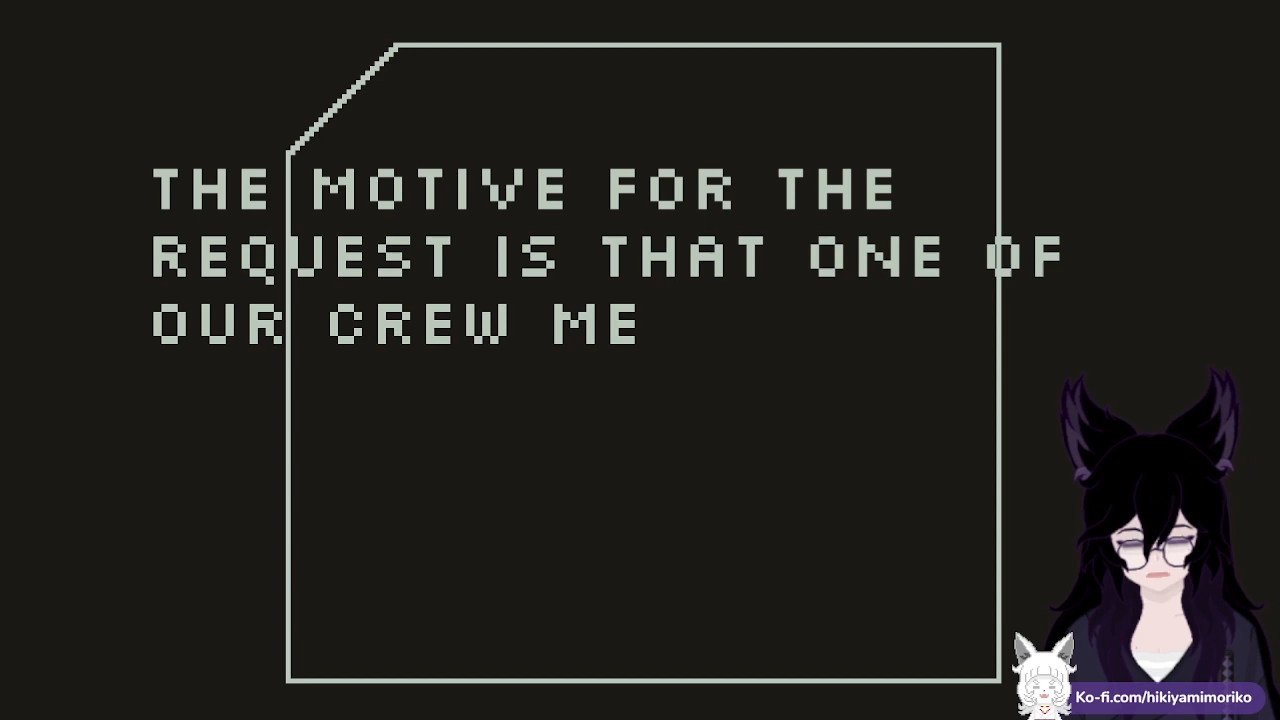 THE MOTIVE FOR THE
REQUEST IS THAT ONE OF
OUR CREW ME
Ko-fi.com/hikiyamimoriko